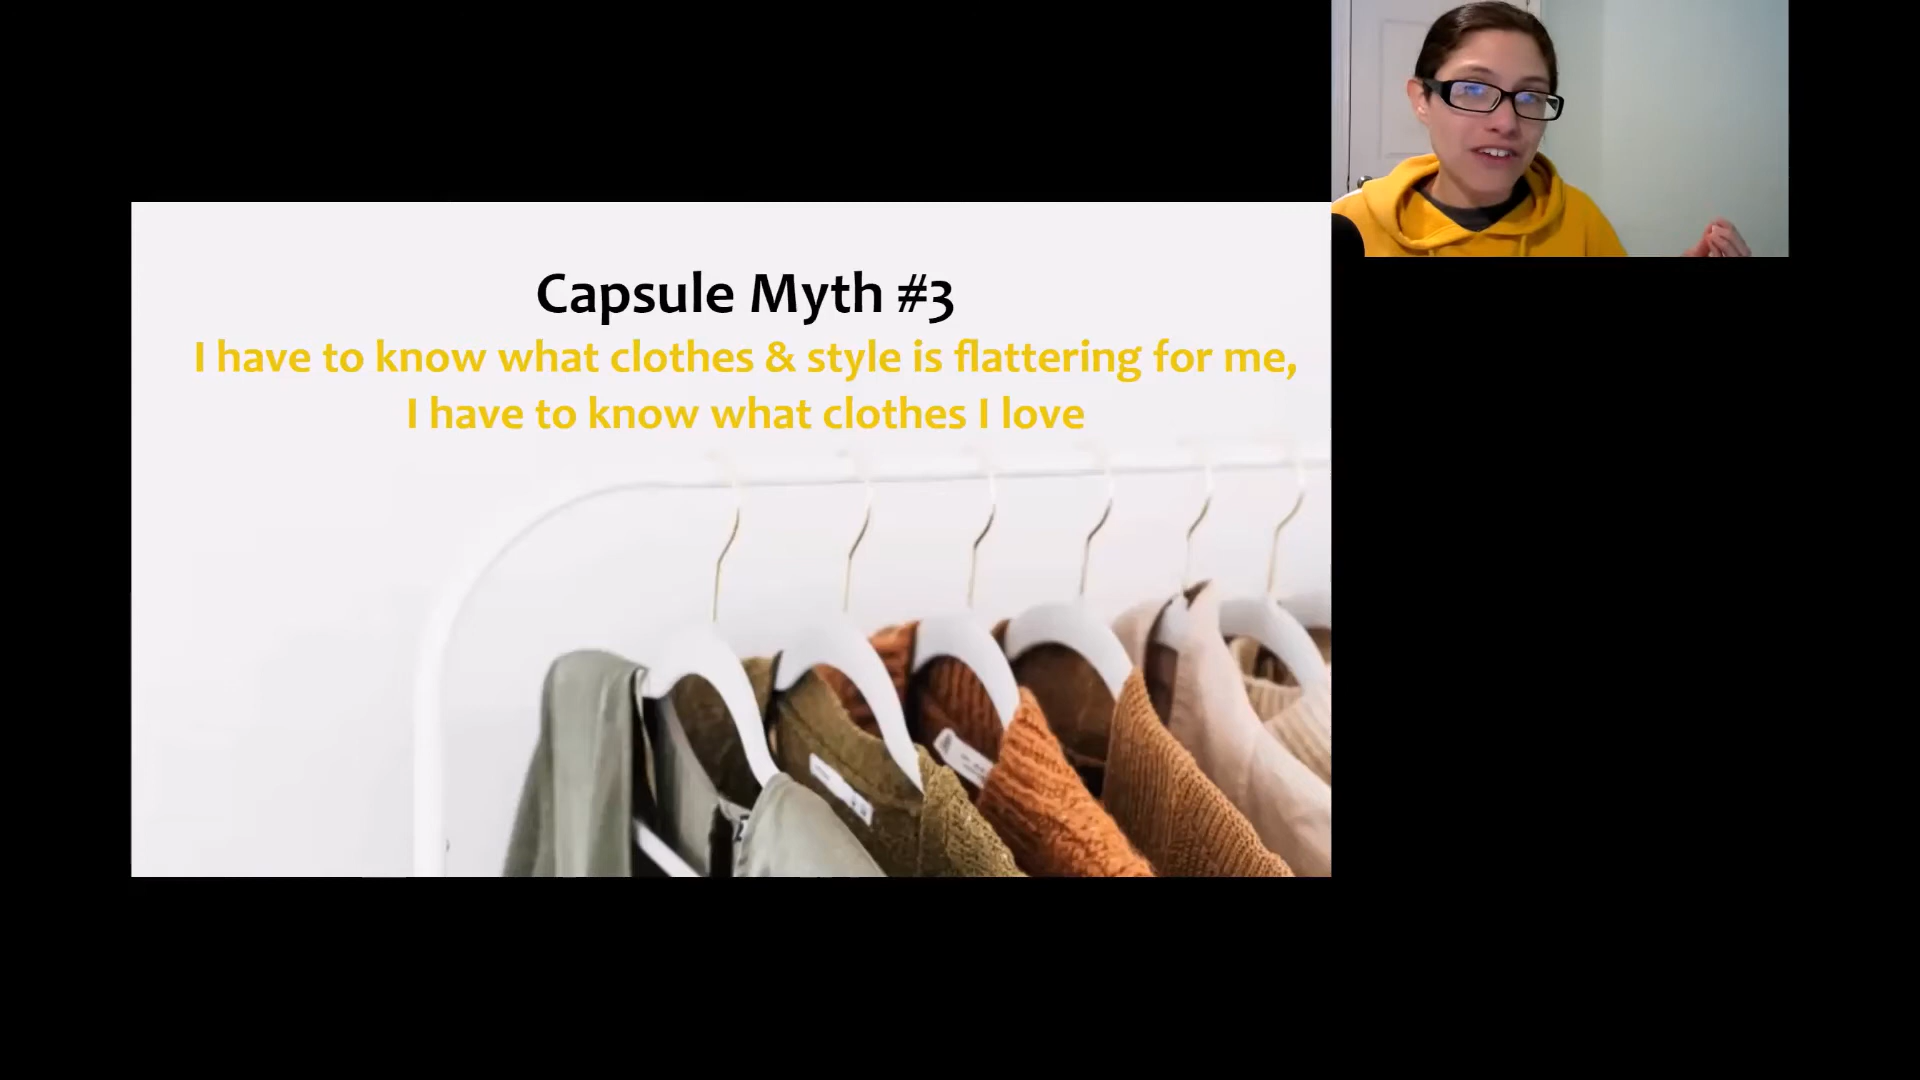 Capsule Myth #3
I have to know what clothes & style is flattering for me,
I have to know what clothes I love